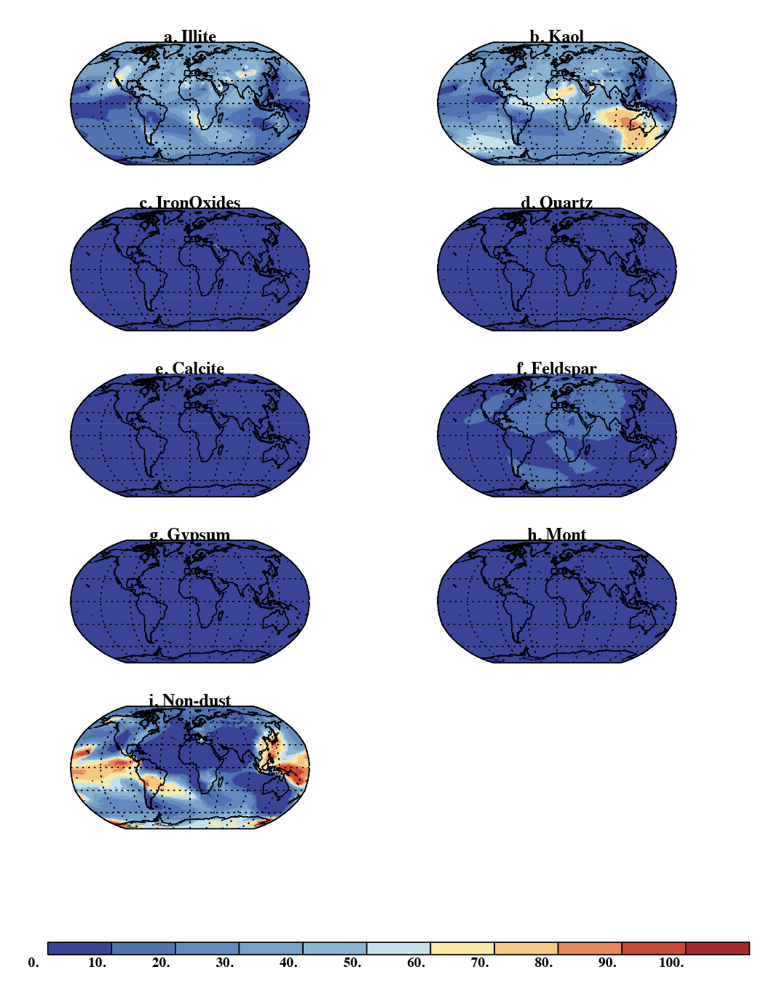 a. Illite
b. Kaol
c. IronOxides
d. Quartz
e. Calcite
f. Feldspar
g. Gypsum
h. Mont
i. Non-dust
0. 10. 20. 30. 40. 50. 60. 70. 80. 90. 100.